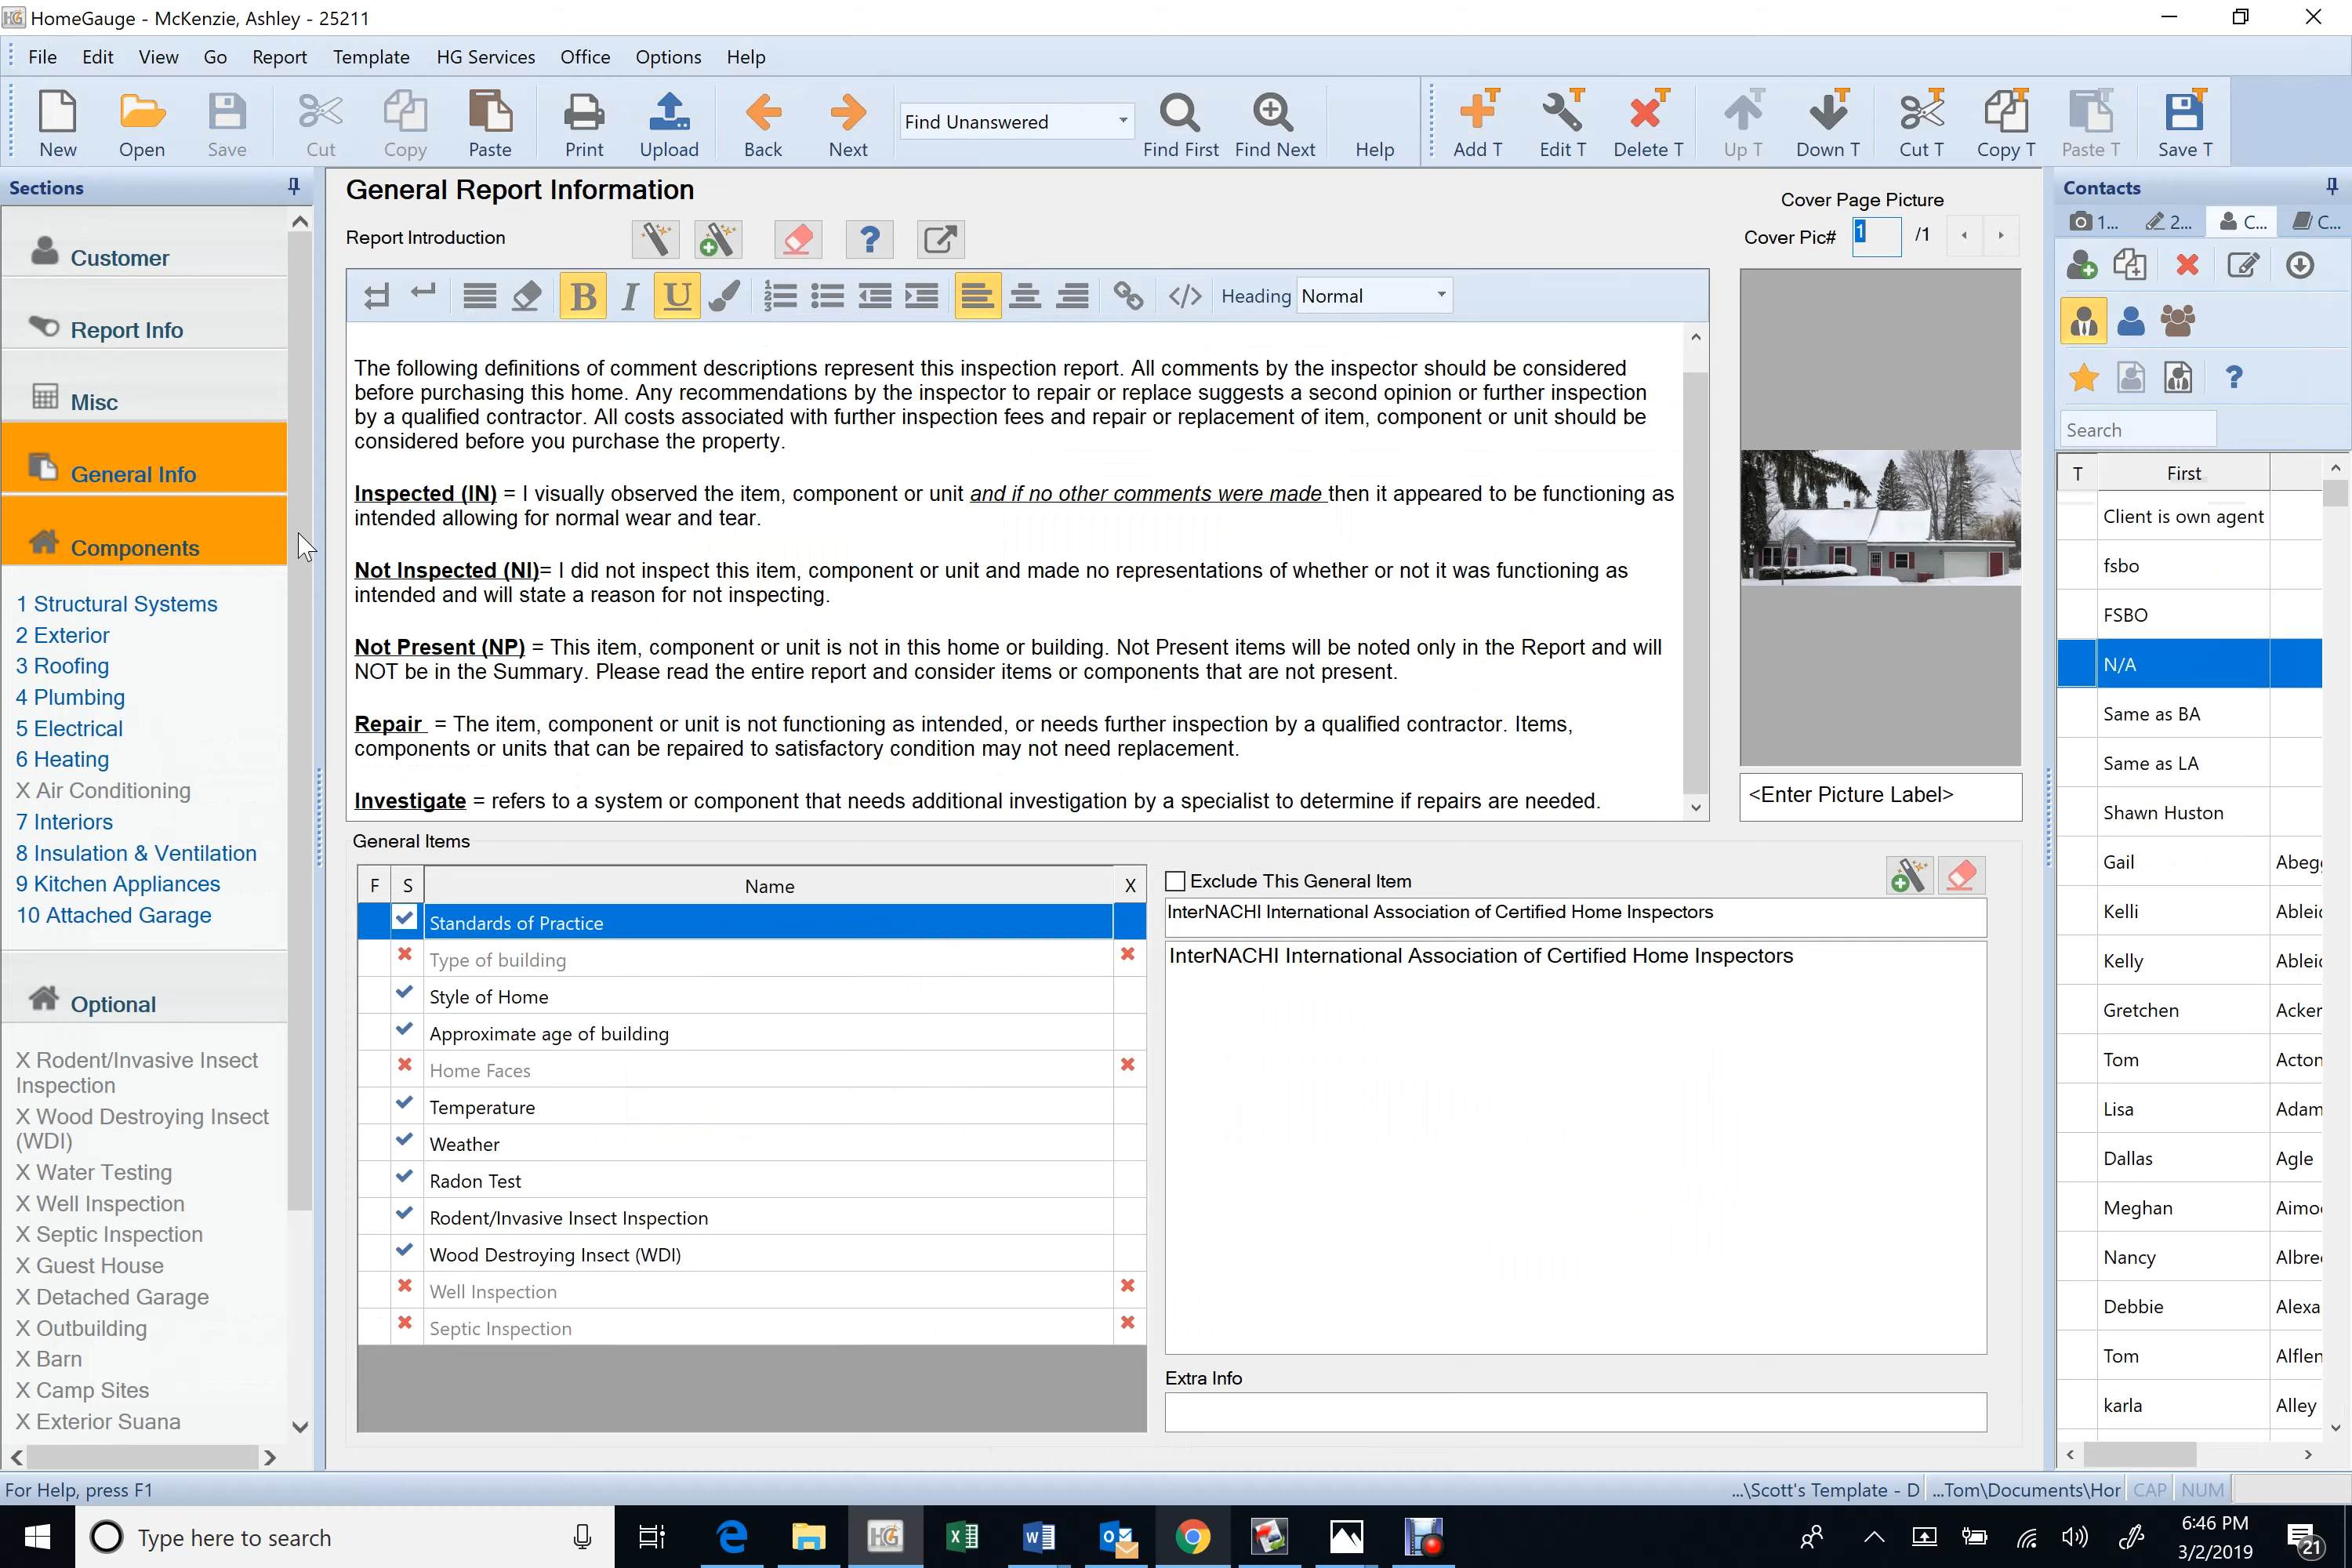 HomeGauge - McKenzie, Ashley - 25211
File Edit View Go Report Template HG Services Office Options Help
New Open Save Cut Copy Paste Print Upload Back Next Find Unanswered Find First Find Next Help Add T Edit T Delete T Up T Down T Cut T Copy T Paste T Save T
Sections
Customer
Report Info
Misc
General Info
Components
1 Structural Systems
2 Exterior
3 Roofing
4 Plumbing
5 Electrical
6 Heating
X Air Conditioning
7 Interiors
8 Insulation & Ventilation
9 Kitchen Appliances
10 Attached Garage
Optional
X Rodent/Invasive Insect
Inspection
X Wood Destroying Insect
(WDI)
X Water Testing
X Well Inspection
X Septic Inspection
X Guest House
X Detached Garage
X Outbuilding
X Barn
X Camp Sites
X Exterior Suana
General Report Information
Report Introduction
Heading Normal
The following definitions of comment descriptions represent this inspection report. All comments by the inspector should be considered
before purchasing this home. Any recommendations by the inspector to repair or replace suggests a second opinion or further inspection
by a qualified contractor. All costs associated with further inspection fees and repair or replacement of item, component or unit should be
considered before you purchase the property.
Inspected (IN) = I visually observed the item, component or unit and if no other comments were made then it appeared to be functioning as
intended allowing for normal wear and tear.
Not Inspected (NI)= I did not inspect this item, component or unit and made no representations of whether or not it was functioning as
intended and will state a reason for not inspecting.
Not Present (NP) = This item, component or unit is not in this home or building. Not Present items will be noted only in the Report and will
NOT be in the Summary. Please read the entire report and consider items or components that are not present.
Repair = The item, component or unit is not functioning as intended, or needs further inspection by a qualified contractor. Items,
components or units that can be repaired to satisfactory condition may not need replacement.
Investigate = refers to a system or component that needs additional investigation by a specialist to determine if repairs are needed.
Cover Page Picture
Cover Pic# 1 /1
<Enter Picture Label>
General Items
F S Name X
Standards of Practice
Type of building
Style of Home
Approximate age of building
Home Faces
Temperature
Weather
Radon Test
Rodent/Invasive Insect Inspection
Wood Destroying Insect (WDI)
Well Inspection
Septic Inspection
Exclude This General Item
InterNACHI International Association of Certified Home Inspectors
InterNACHI International Association of Certified Home Inspectors
Extra Info
Contacts
1... 2... C... C...
Search
T First
Client is own agent
fsbo
FSBO
N/A
Same as BA
Same as LA
Shawn Huston
Gail Abeg
Kelli Ableid
Kelly Ableid
Gretchen Acker
Tom Acton
Lisa Adam
Dallas Agle
Meghan Aimo
Nancy Albre
Debbie Alexa
Tom Alflen
karla Alley
For Help, press F1
...\Scott's Template - D ...Tom\Documents\Hor CAP NUM
Type here to search
6:46 PM
3/2/2019
21